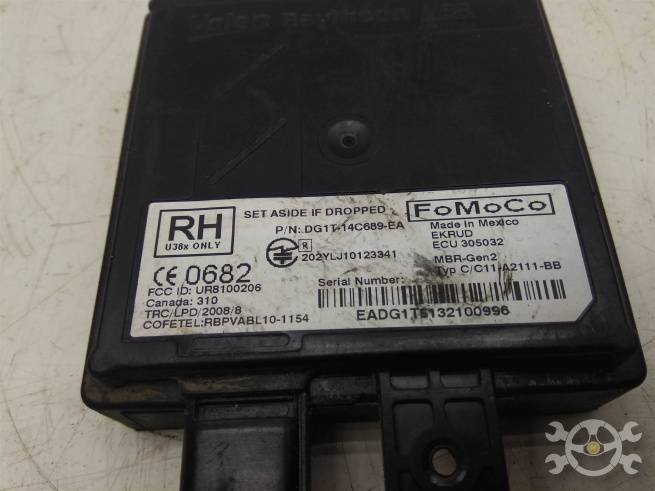 Valeo Raytheon
RH
U38x ONLY
SET ASIDE IF DROPPED
FoMoCo
P/N: DG1T-14C689-EA
Made in Mexico
EKRUD
ECU 305032
R
202YLJ10123341
MBR-Gen2
Typ C/C11-A2111-BB
CE 0682
FCC ID: UR8100206
Canada: 310
TRC/LPD/2008/8
COFETEL:RBPVABL10-1154
Serial Number:
EADG1T5132100996